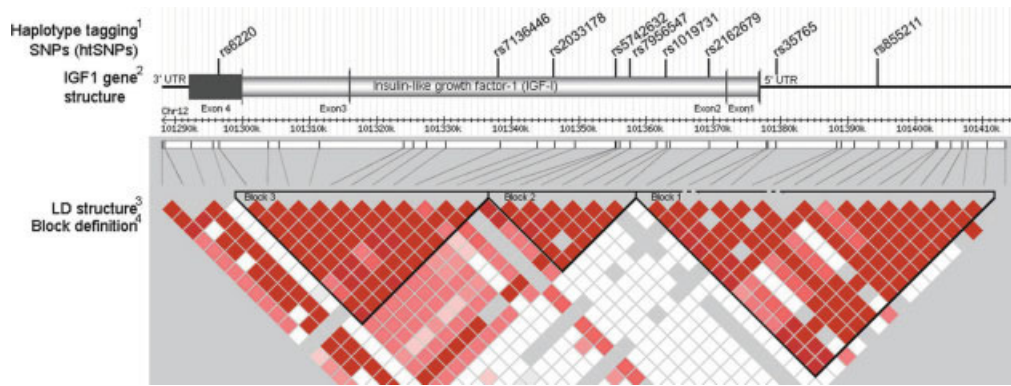 Haplotype tagging1
SNPs (htSNPs)
rs6220
rs7136446
rs2033178
rs5742632
rs7956547
rs1019731
rs2162679
rs35765
rs855211
IGF1 gene2
structure
3' UTR
Insulin-like growth factor-1 (IGF-I)
5' UTR
Exon 4
Exon3
Exon2
Exon1
Chr12
101290k
101300k
101310k
101320k
101330k
101340k
101350k
101360k
101370k
101380k
101390k
101400k
101410k
LD structure3
Block definition4
Block 3
Block 2
Block 1